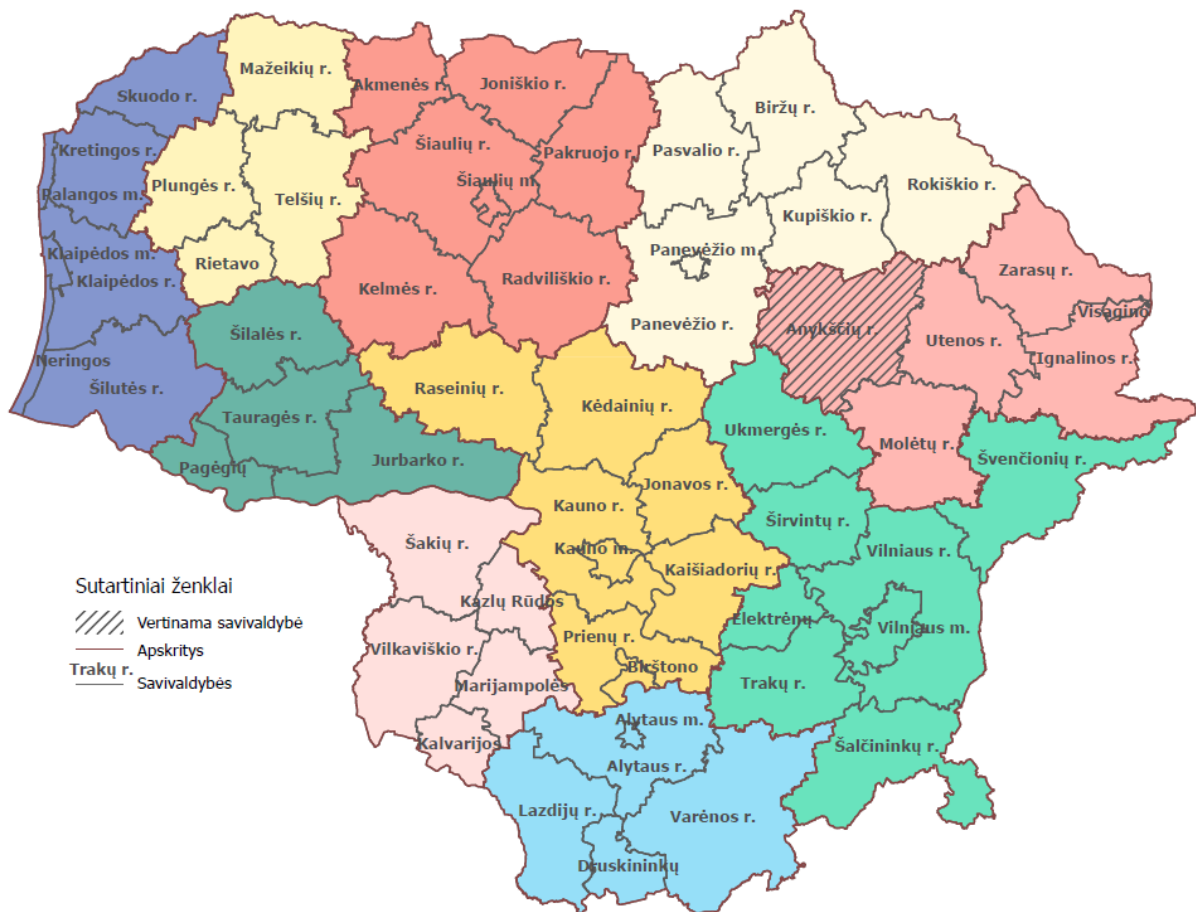 Mažeikių r.
Skuodo r.
Akmenės r.
Joniškio r.
Biržų r.
Kretingos r.
Šiaulių r.
Pakruojo r.
Pasvalio r.
Plungės r.
Telšių r.
Šiaulių m.
Rokiškio r.
Palangos m.
Kupiškio r.
Klaipėdos m.
Panevėžio m.
Rietavo
Zarasų r.
Klaipėdos r.
Kelmės r.
Radviliškio r.
Visagino
Šilalės r.
Panevėžio r.
Anykščių r.
Utenos r.
Neringos
Ignalinos r.
Šilutės r.
Raseinių r.
Kėdainių r.
Tauragės r.
Ukmergės r.
Molėtų r.
Pagėgių
Jurbarko r.
Švenčionių r.
Jonavos r.
Kauno r.
Širvintų r.
Šakių r.
Kauno m.
Vilniaus r.
Kaišiadorių r.
Kazlų Rūdos
Elektrėnų
Vilniaus m.
Prienų r.
Vilkaviškio r.
Birštono
Marijampolės
Trakų r.
Alytaus m.
Kalvarijos
Šalčininkų r.
Alytaus r.
Lazdijų r.
Varėnos r.
Druskininkų
Sutartiniai ženklai
Vertinama savivaldybė
Apskritys
Trakų r.
Savivaldybės